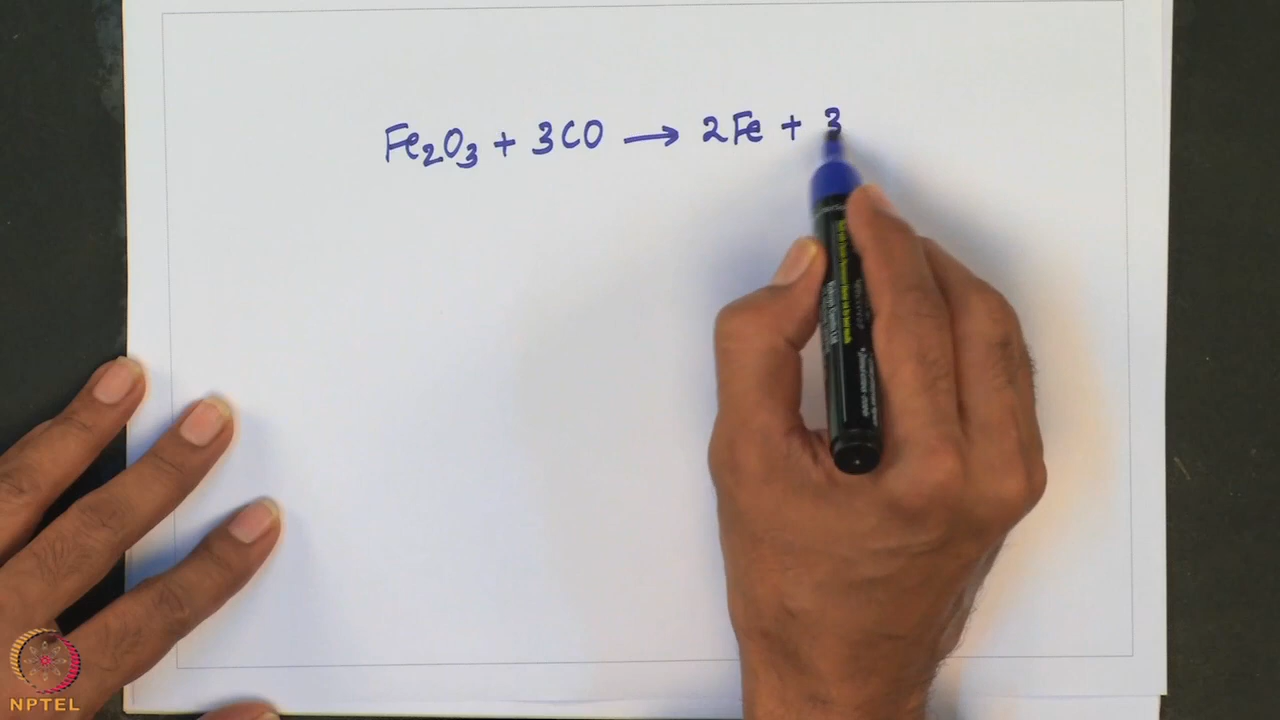 Fe₂O₃ + 3CO ⟶ 2Fe + 3
NPTEL